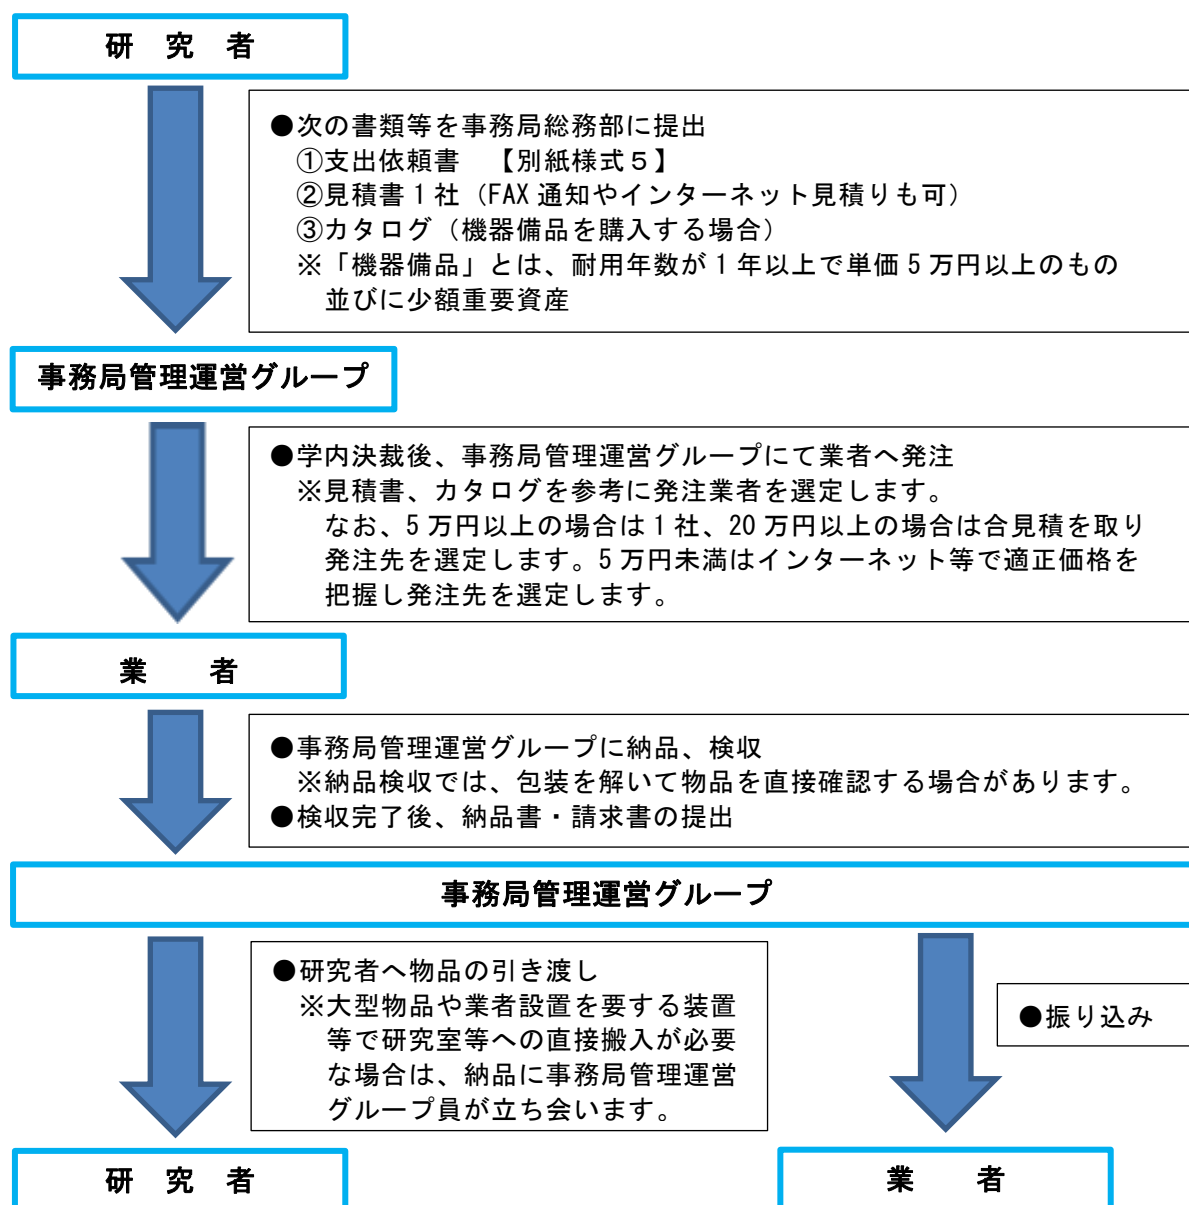 研　究　者
●次の書類等を事務局総務部に提出
①支出依頼書　【別紙様式５】
②見積書1社（FAX通知やインターネット見積りも可）
③カタログ（機器備品を購入する場合）
※「機器備品」とは、耐用年数が1年以上で単価5万円以上のもの
並びに少額重要資産
事務局管理運営グループ
●学内決裁後、事務局管理運営グループにて業者へ発注
※見積書、カタログを参考に発注業者を選定します。
なお、5万円以上の場合は1社、20万円以上の場合は合見積を取り
発注先を選定します。5万円未満はインターネット等で適正価格を
把握し発注先を選定します。
業　　者
●事務局管理運営グループに納品、検収
※納品検収では、包装を解いて物品を直接確認する場合があります。
●検収完了後、納品書・請求書の提出
事務局管理運営グループ
●研究者へ物品の引き渡し
※大型物品や業者設置を要する装置
等で研究室等への直接搬入が必要
な場合は、納品に事務局管理運営
グループ員が立ち会います。
●振り込み
研　究　者
業　　者